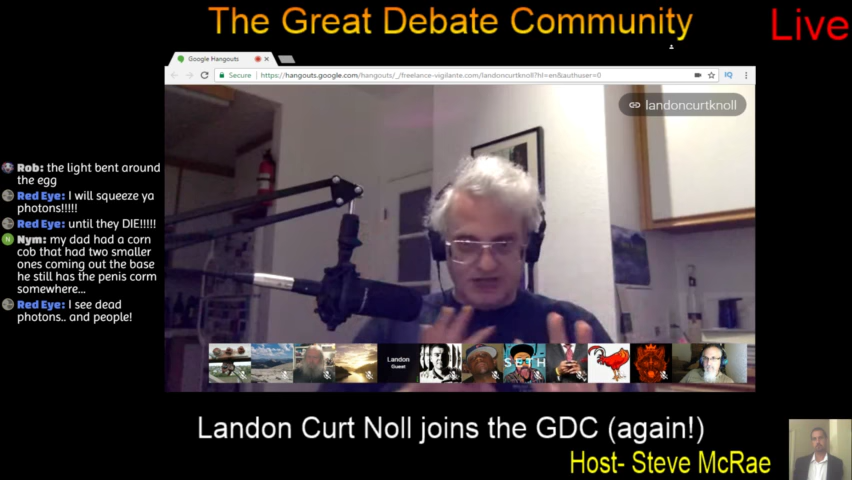 The Great Debate Community
Live
Google Hangouts
Secure
https://hangouts.google.com/hangouts/_/freelance-vigilante.com/landoncurtknoll?hl=en&authuser=0
IQ
landoncurtknoll
Rob: the light bent around
the egg
Red Eye: I will squeeze ya
photons!!!!!
Red Eye: until they DIE!!!!!
N
Nym: my dad had a corn
cob that had two smaller
ones coming out the base
he still has the penis corm
somewhere...
Red Eye: I see dead
photons.. and people!
Landon
Guest
SETH
Landon Curt Noll joins the GDC (again!)
Host- Steve McRae